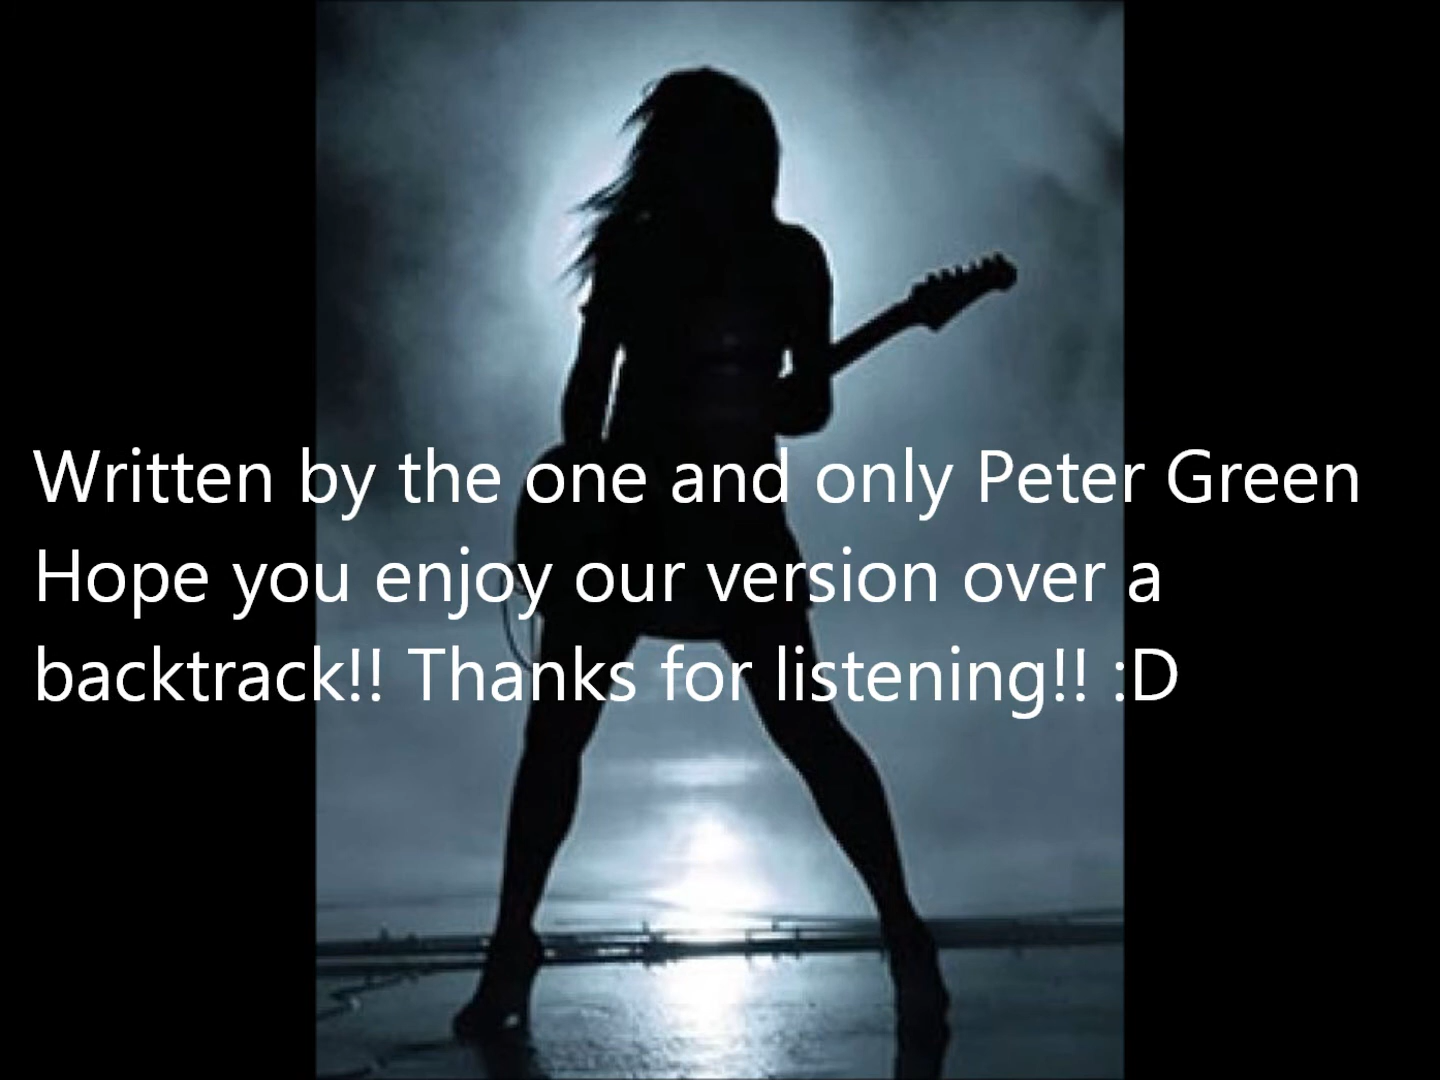 Written by the one and only Peter Green
Hope you enjoy our version over a
backtrack!! Thanks for listening!! :D